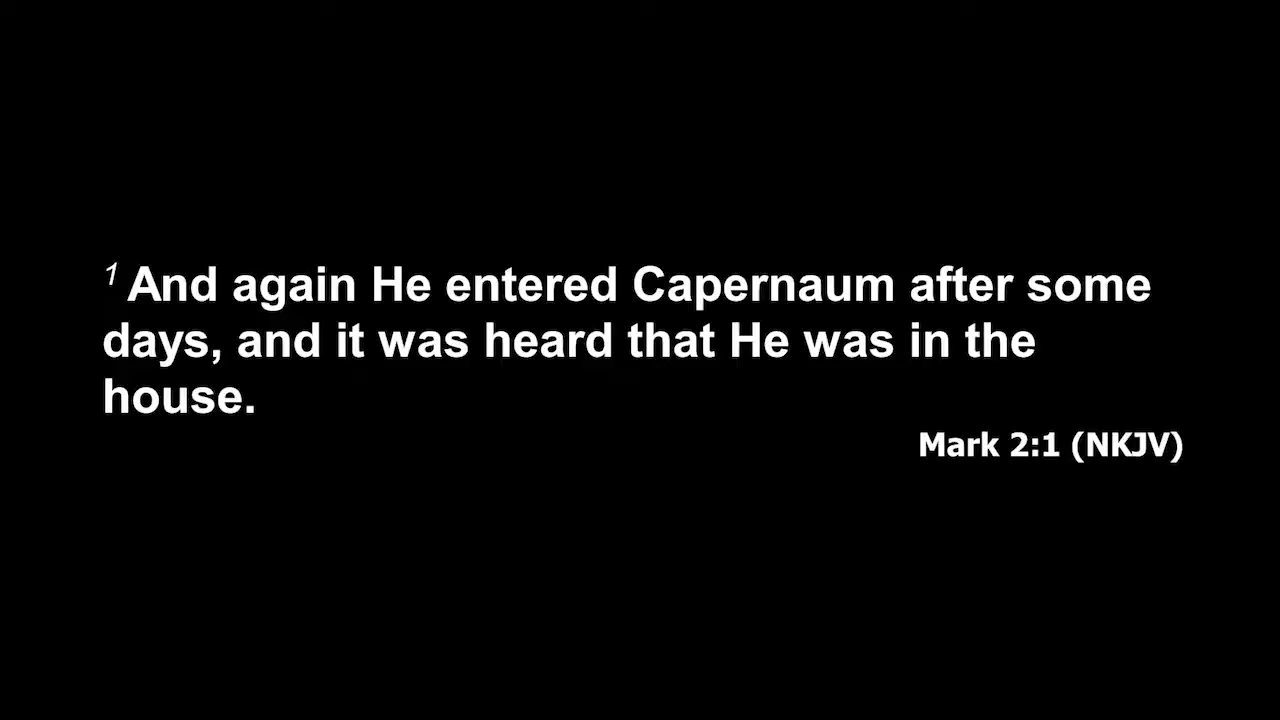 1 And again He entered Capernaum after some
days, and it was heard that He was in the
house.
Mark 2:1 (NKJV)